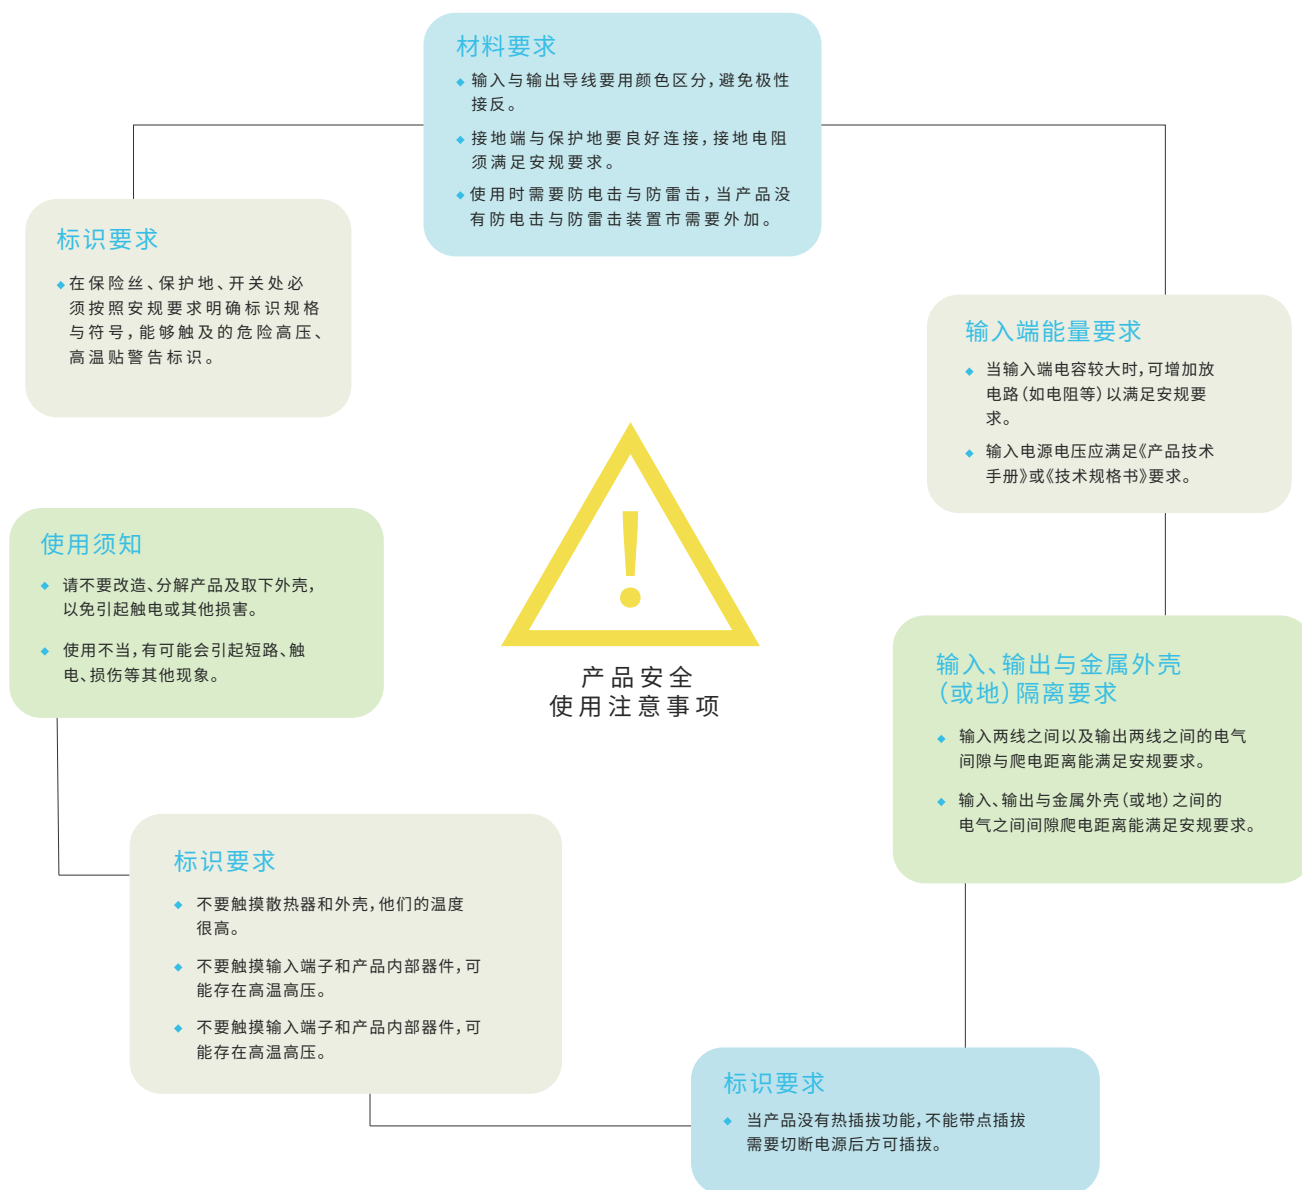 材料要求
输入与输出导线要用颜色区分，避免极性
接反。
接地端与保护地要良好连接，接地电阻
须满足安规要求。
使用时需要防电击与防雷击，当产品没
有防电击与防雷击装置市需要外加。
标识要求
在保险丝、保护地、开关处必
须按照安规要求明确标识规格
与符号，能够触及的危险高压、
高温贴警告标识。
输入端能量要求
当输入端电容较大时，可增加放
电路（如电阻等）以满足安规要
求。
输入电源电压应满足《产品技术
手册》或《技术规格书》要求。
使用须知
请不要改造、分解产品及取下外壳，
以免引起触电或其他损害。
使用不当，有可能会引起短路、触
电、损伤等其他现象。
!
产品安全
使用注意事项
输入、输出与金属外壳
（或地）隔离要求
输入两线之间以及输出两线之间的电气
间隙与爬电距离能满足安规要求。
输入、输出与金属外壳（或地）之间的
电气之间间隙爬电距离能满足安规要求。
标识要求
不要触摸散热器和外壳，他们的温度
很高。
不要触摸输入端子和产品内部器件，可
能存在高温高压。
不要触摸输入端子和产品内部器件，可
能存在高温高压。
标识要求
当产品没有热插拔功能，不能带点插拔
需要切断电源后方可插拔。